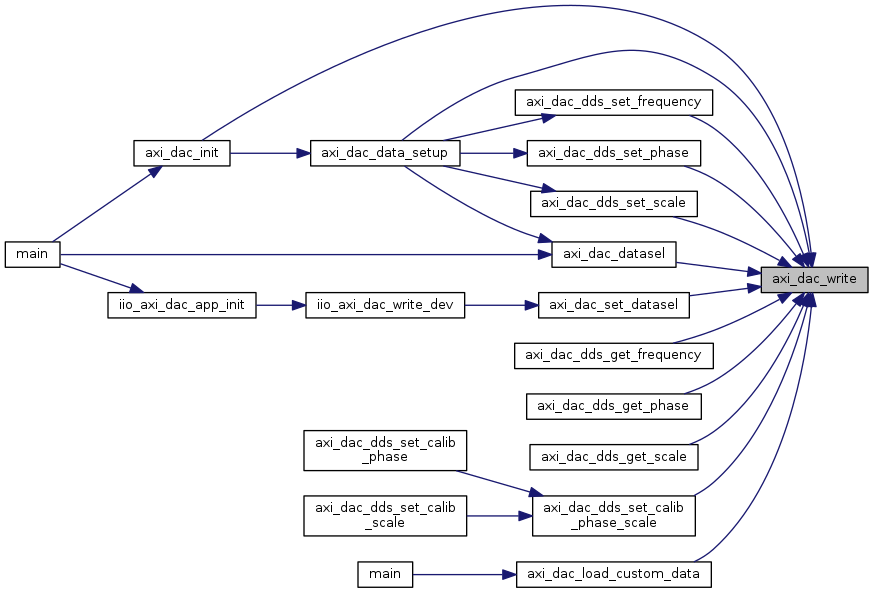 axi_dac_dds_set_frequency
axi_dac_init
axi_dac_data_setup
axi_dac_dds_set_phase
axi_dac_dds_set_scale
main
axi_dac_datasel
axi_dac_write
iio_axi_dac_app_init
iio_axi_dac_write_dev
axi_dac_set_datasel
axi_dac_dds_get_frequency
axi_dac_dds_get_phase
axi_dac_dds_set_calib
_phase
axi_dac_dds_get_scale
axi_dac_dds_set_calib
_scale
axi_dac_dds_set_calib
_phase_scale
main
axi_dac_load_custom_data